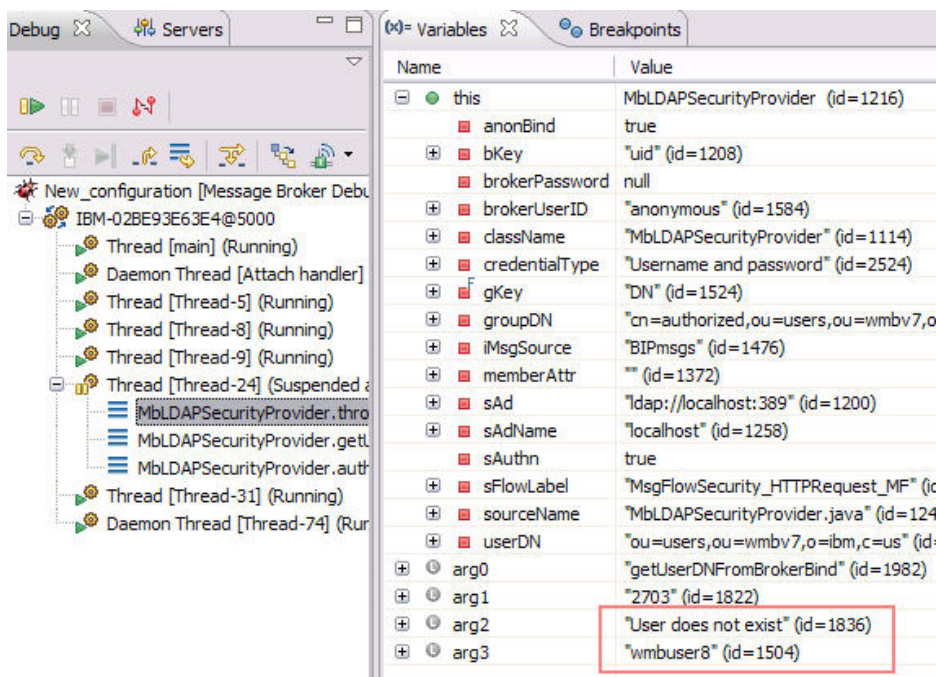 Debug
Servers
New_configuration [Message Broker Debu
IBM-02BE93E63E4@5000
Thread [main] (Running)
Daemon Thread [Attach handler]
Thread [Thread-5] (Running)
Thread [Thread-8] (Running)
Thread [Thread-9] (Running)
Thread [Thread-24] (Suspended a
MbLDAPSecurityProvider.thro
MbLDAPSecurityProvider.getU
MbLDAPSecurityProvider.auth
Thread [Thread-31] (Running)
Daemon Thread [Thread-74] (Rur
(x)= Variables
Breakpoints
Name Value
this MbLDAPSecurityProvider (id=1216)
anonBind true
bKey "uid" (id=1208)
brokerPassword null
brokerUserID "anonymous" (id=1584)
className "MbLDAPSecurityProvider" (id=1114)
credentialType "Username and password" (id=2524)
F gKey "DN" (id=1524)
groupDN "cn=authorized,ou=users,ou=wmbv7,o
iMsgSource "BIPmsgs" (id=1476)
memberAttr "" (id=1372)
sAd "ldap://localhost:389" (id=1200)
sAdName "localhost" (id=1258)
sAuthn true
sFlowLabel "MsgFlowSecurity_HTTPRequest_MF" (id
sourceName "MbLDAPSecurityProvider.java" (id=124
userDN "ou=users,ou=wmbv7,o=ibm,c=us" (id=
L arg0 "getUserDNFromBrokerBind" (id=1982)
L arg1 "2703" (id=1822)
L arg2 "User does not exist" (id=1836)
L arg3 "wmbuser8" (id=1504)